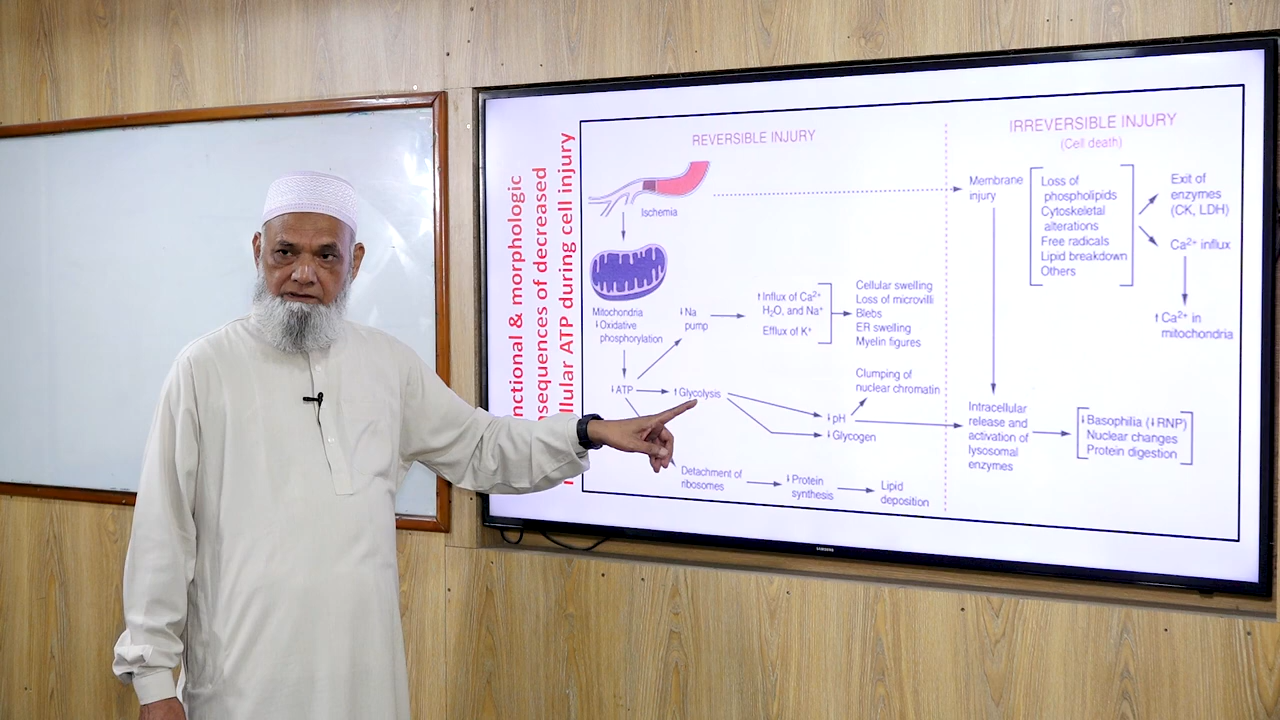 nctional & morphologic
nsequences of decreased
llular ATP during cell injury
REVERSIBLE INJURY
Ischemia
Mitochondria
↓Oxidative
phosphorylation
↓ATP
↓Na
pump
↑Influx of Ca²⁺
H₂O, and Na⁺
Efflux of K⁺
Cellular swelling
Loss of microvilli
Blebs
ER swelling
Myelin figures
↑Glycolysis
Clumping of
nuclear chromatin
↓pH
↓Glycogen
Detachment of
ribosomes
↓Protein
synthesis
Lipid
deposition
IRREVERSIBLE INJURY
(Cell death)
Membrane
injury
Loss of
phospholipids
Cytoskeletal
alterations
Free radicals
Lipid breakdown
Others
Exit of
enzymes
(CK, LDH)
Ca²⁺ influx
↑Ca²⁺ in
mitochondria
Intracellular
release and
activation of
lysosomal
enzymes
↓Basophilia (↓RNP)
Nuclear changes
Protein digestion
SAMSUNG